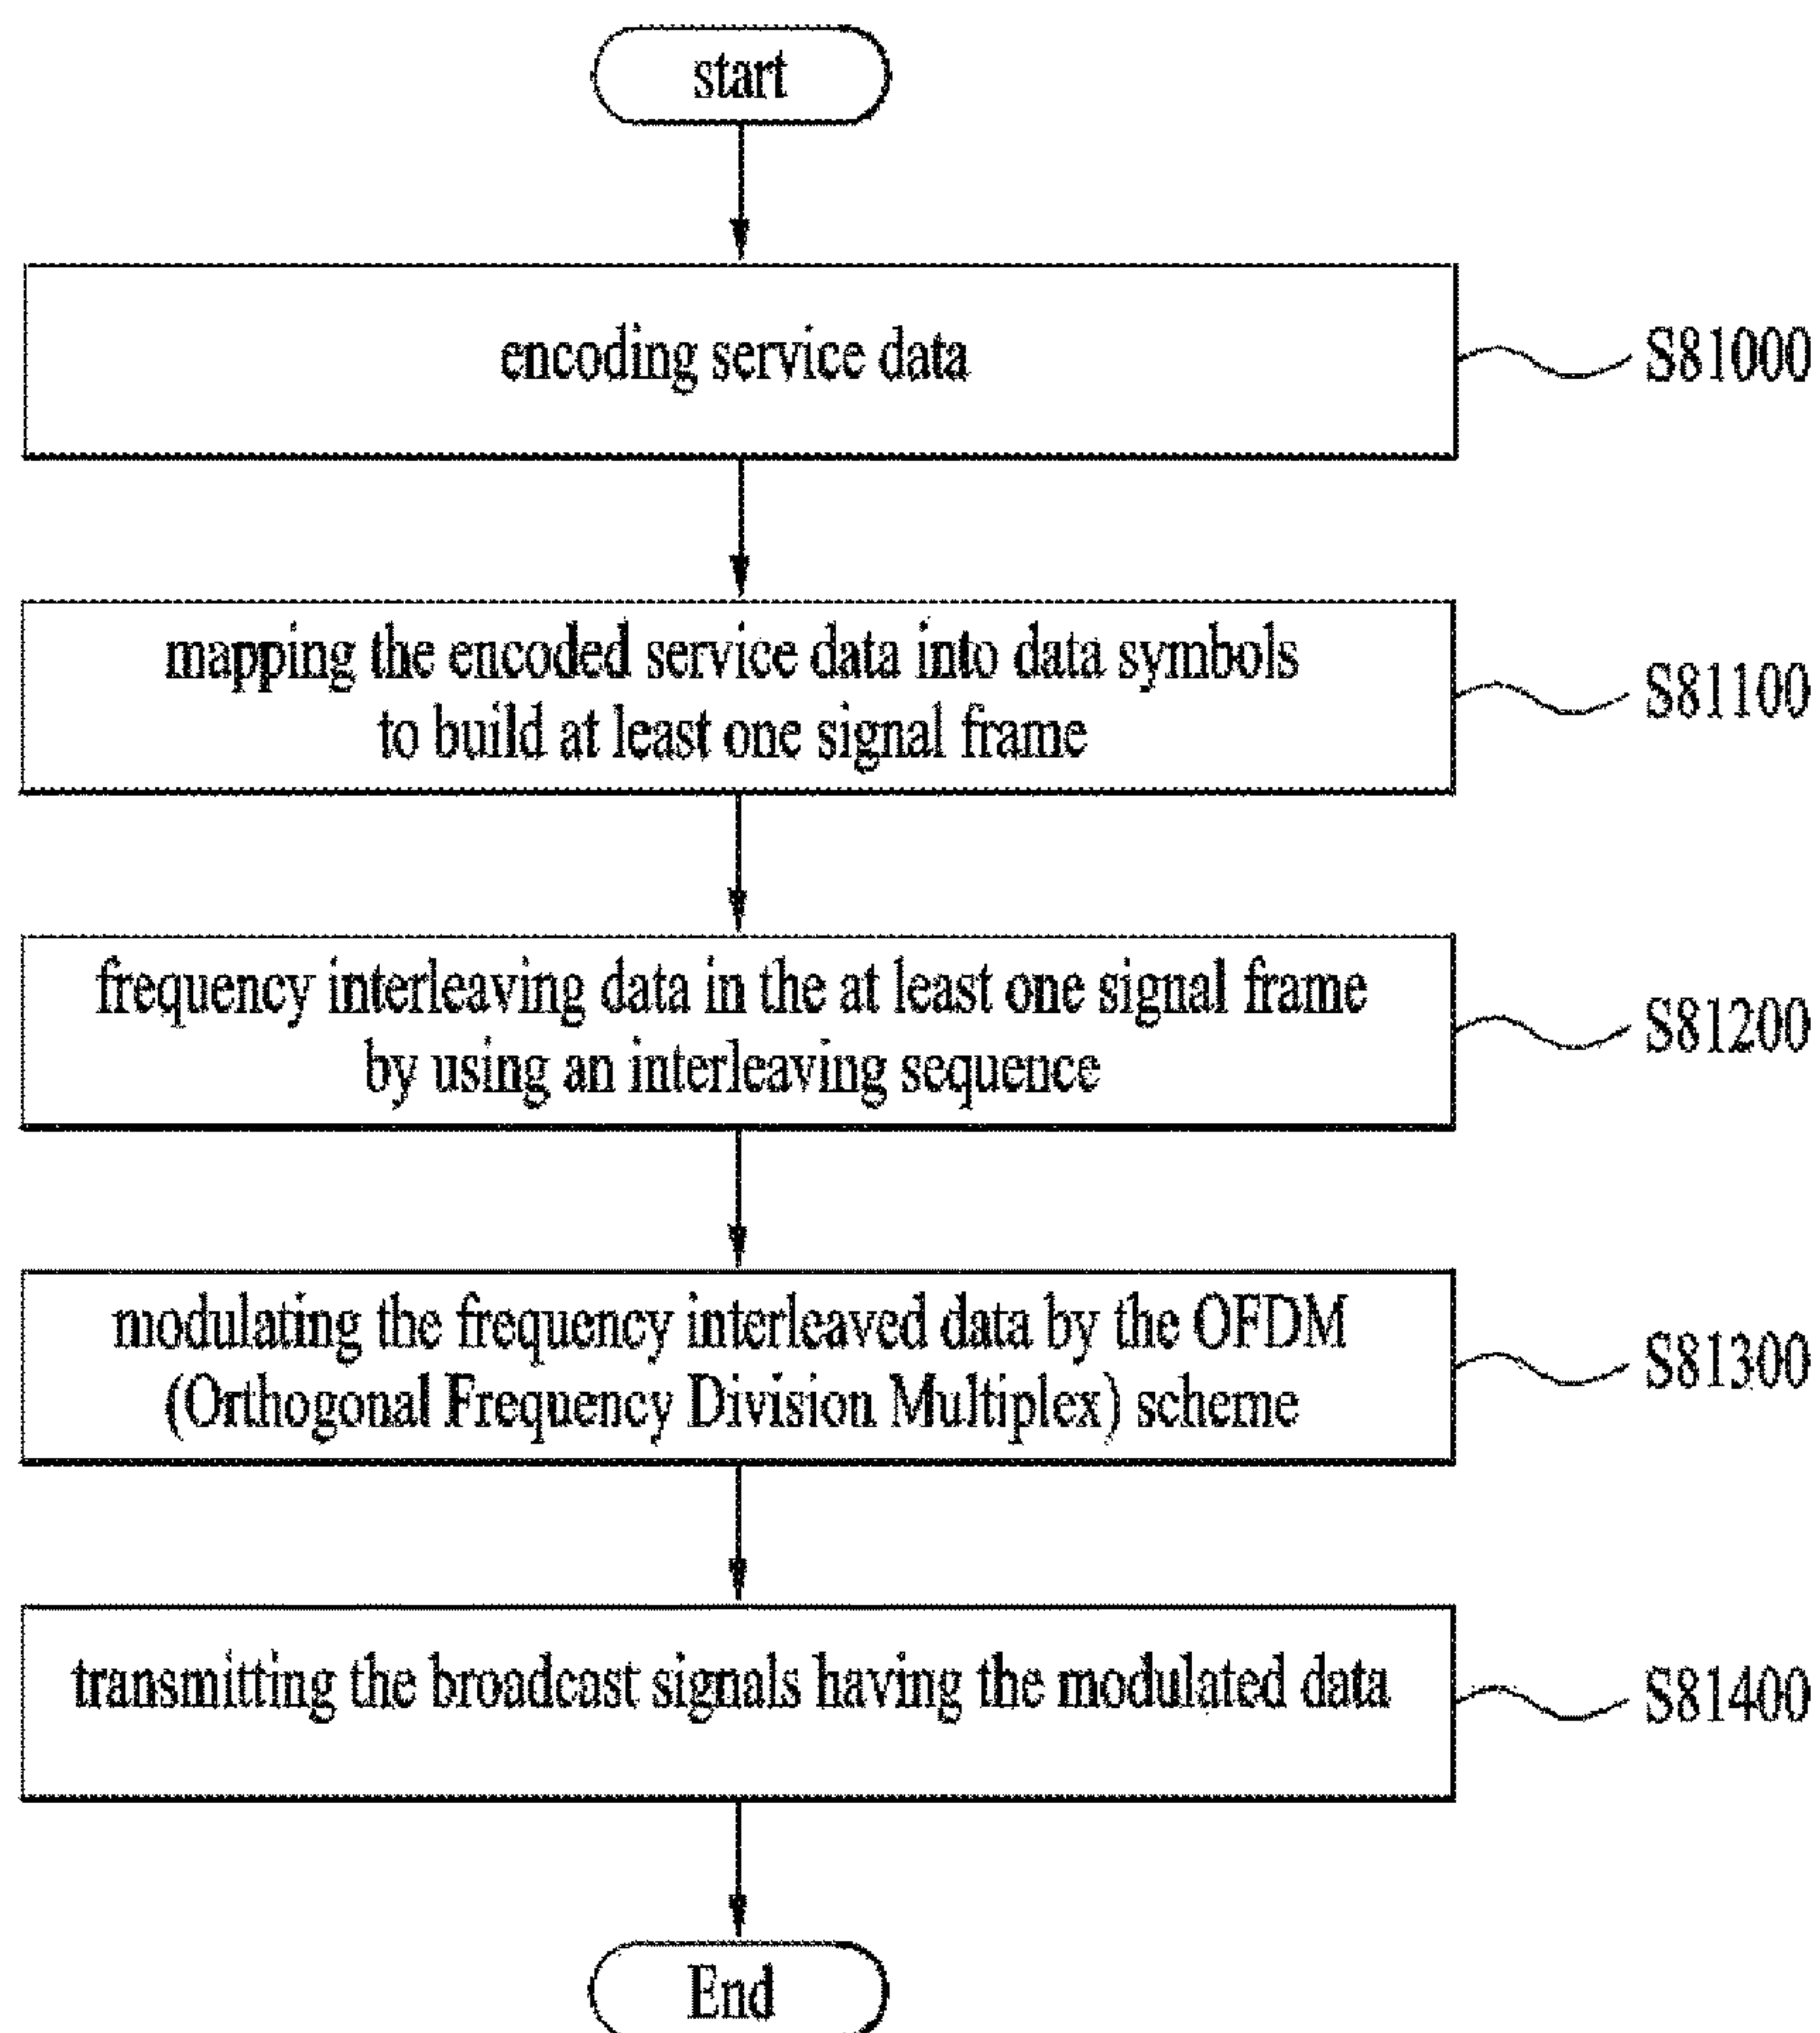 start
encoding service data
S81000
mapping the encoded service data into data symbols
to build at least one signal frame
S81100
frequency interleaving data in the at least one signal frame
by using an interleaving sequence
S81200
modulating the frequency interleaved data by the OFDM
(Orthogonal Frequency Division Multiplex) scheme
S81300
transmitting the broadcast signals having the modulated data
S81400
End